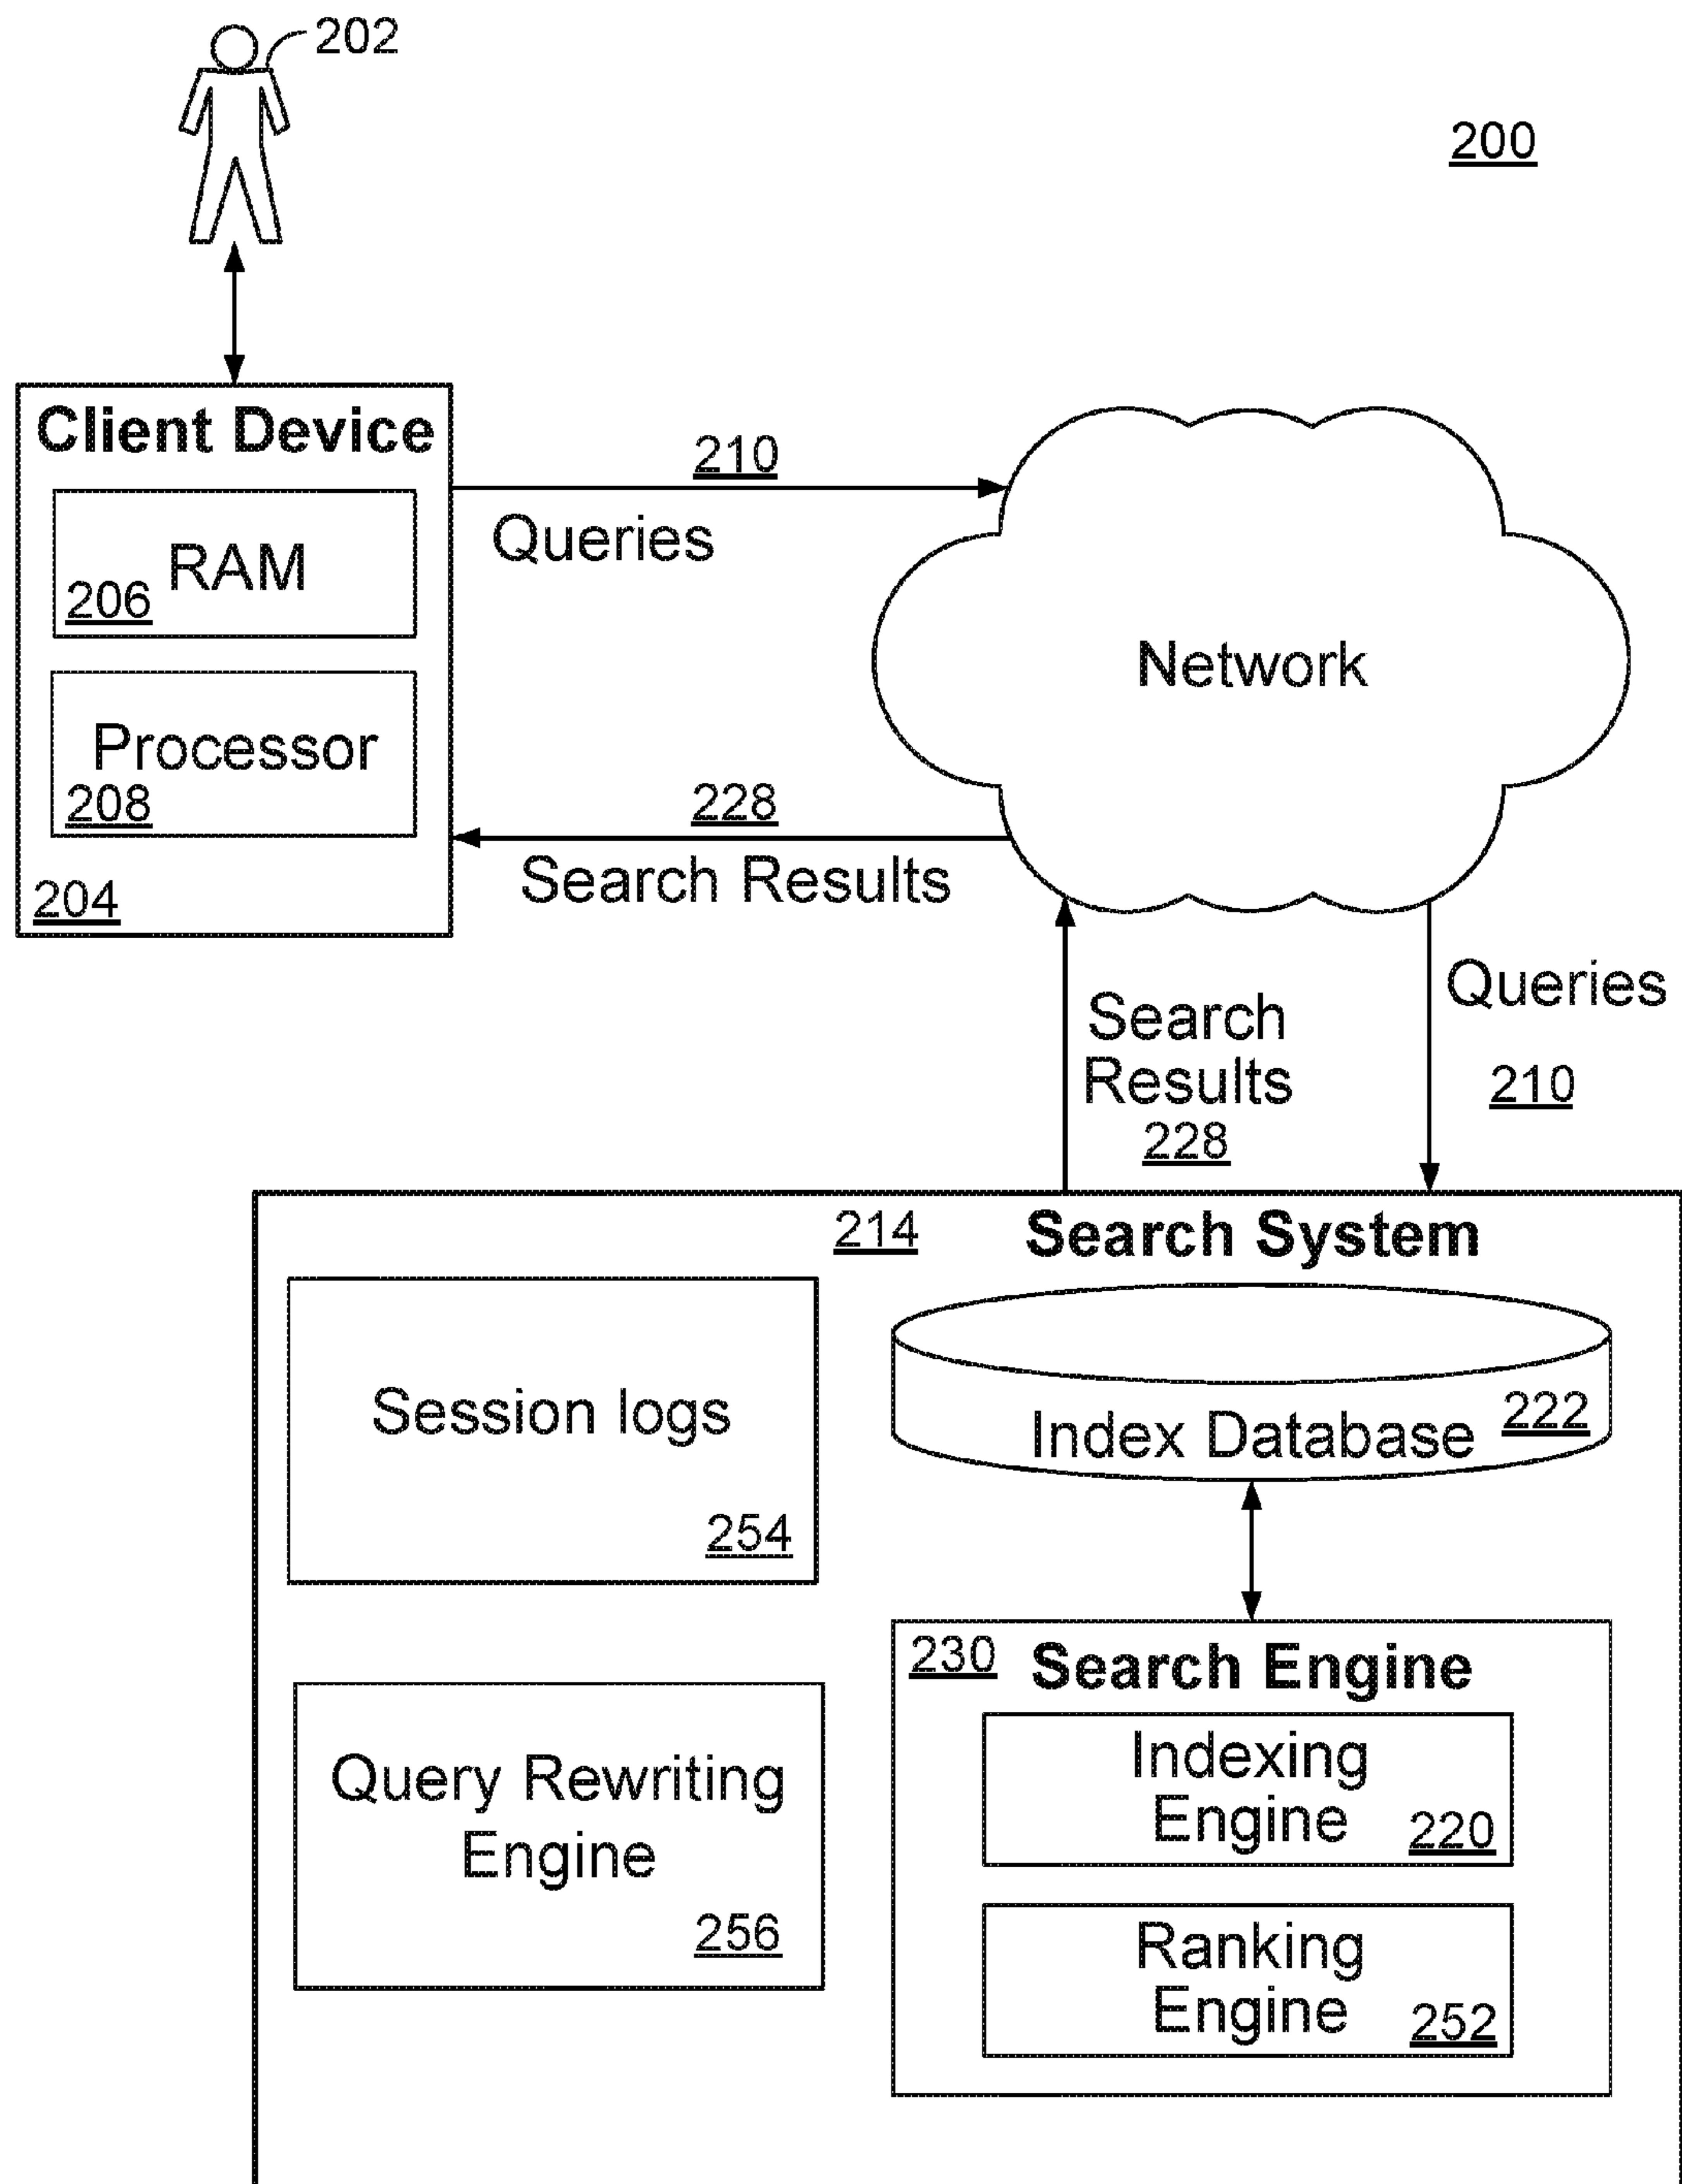 202
200
Client Device
RAM
206
Processor
208
204
210
Queries
Network
228
Search Results
Search
Results
228
Queries
210
214
Search System
Session logs
254
Index Database
222
Query Rewriting
Engine
256
230
Search Engine
Indexing
Engine
220
Ranking
Engine
252